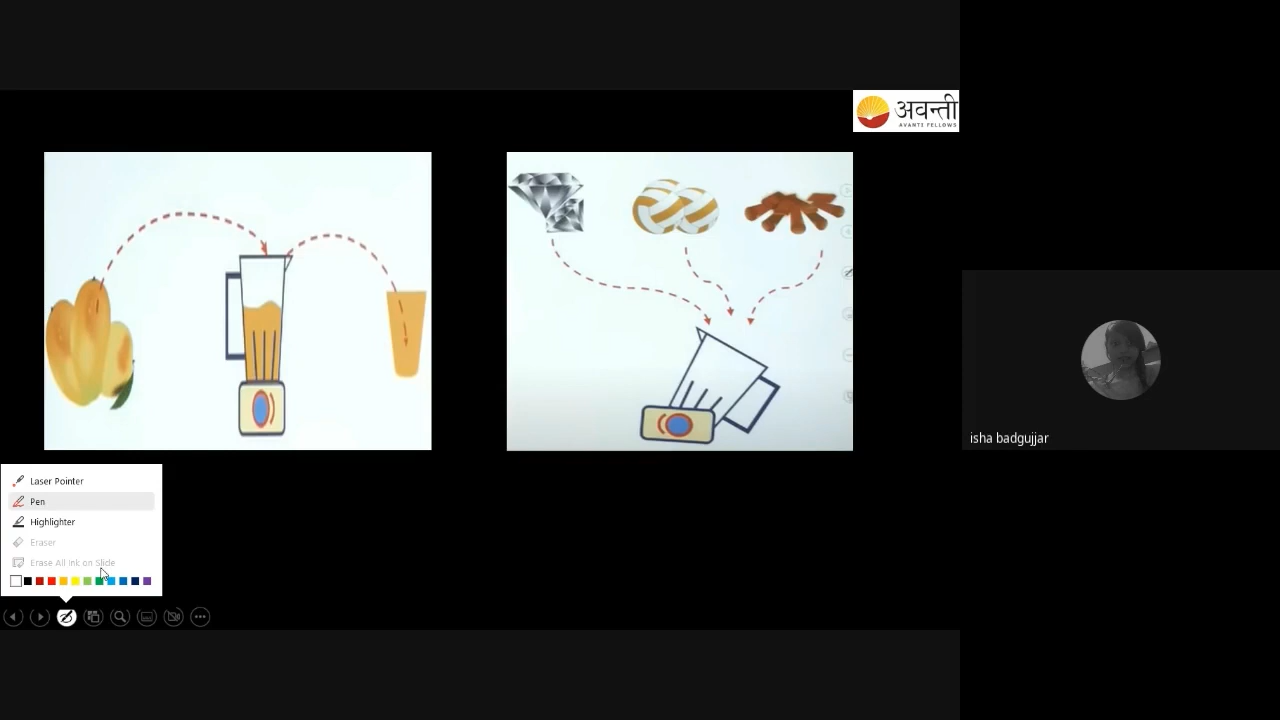 अवन्ती
AVANTI FELLOWS
Laser Pointer
Pen
Highlighter
Eraser
Erase All Ink on Slide
isha badgujjar